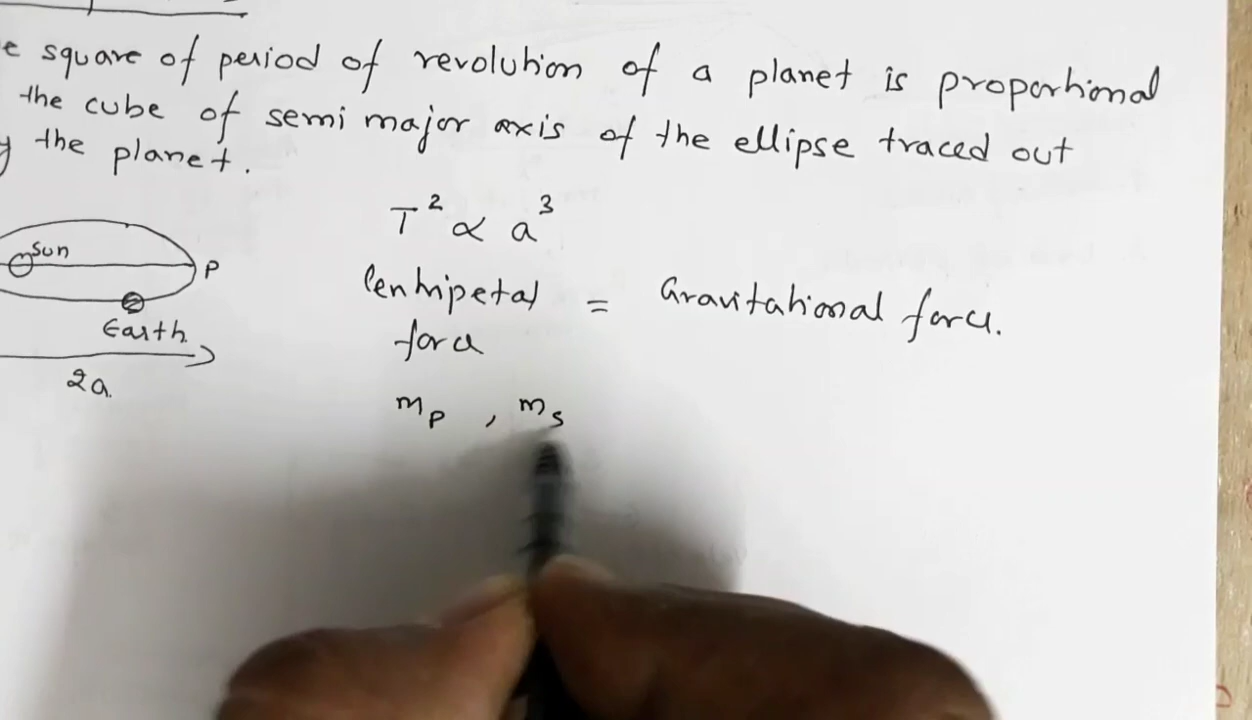 e square of period of revolution of a planet is proportional
the cube of semi major axis of the ellipse traced out
y the planet.
T² ∝ a³
Sun
P
Earth
2a.
Centripetal = Gravitational force.
force
mₚ , mₛ